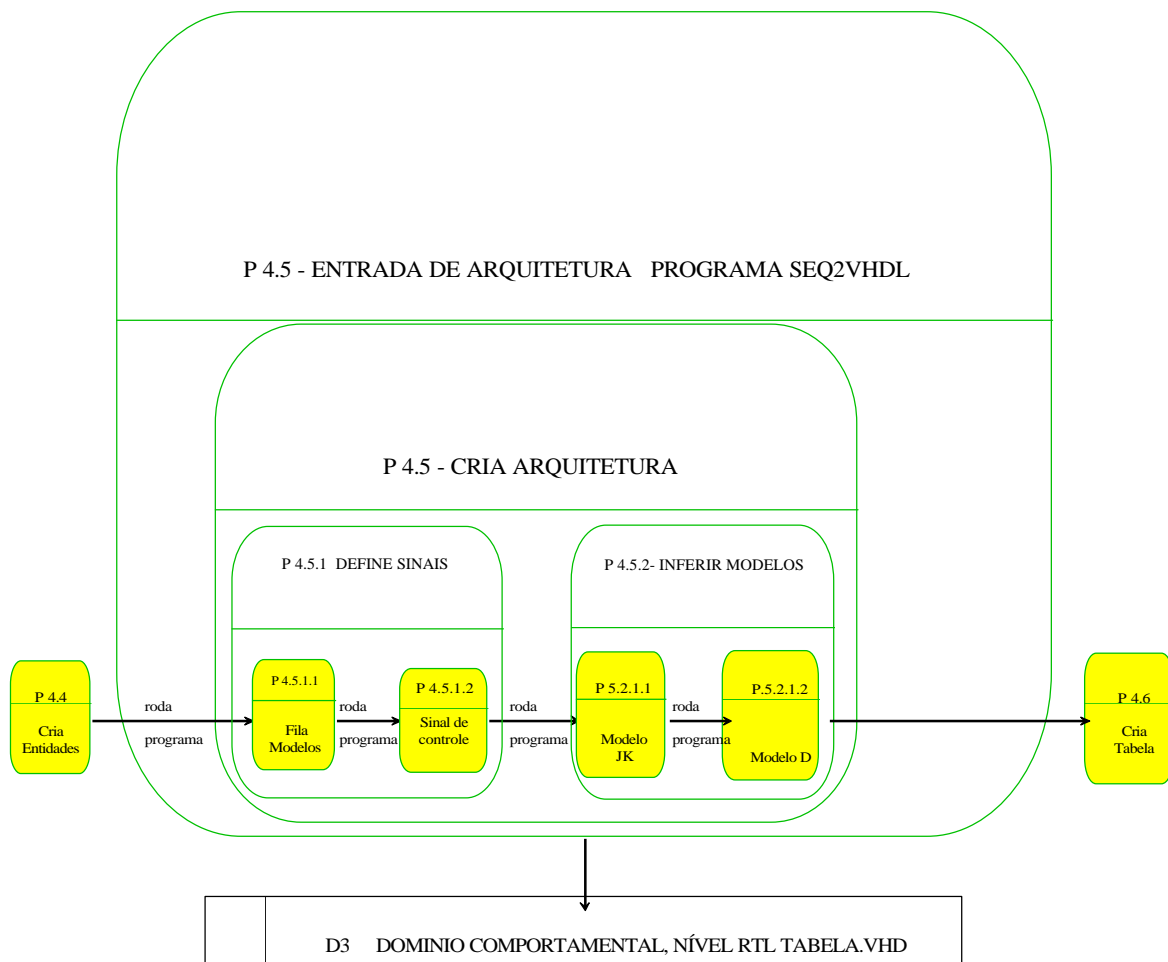 P 4.5 - ENTRADA DE ARQUITETURA PROGRAMA SEQ2VHDL
P 4.5 - CRIA ARQUITETURA
P 4.5.1 DEFINE SINAIS
P 4.5.2- INFERIR MODELOS
P 4.4
Cria
Entidades
roda
programa
P 4.5.1.1
Fila
Modelos
roda
programa
P 4.5.1.2
Sinal de
controle
roda
programa
P 5.2.1.1
Modelo
JK
roda
programa
P.5.2.1.2
Modelo D
P 4.6
Cria
Tabela
D3 DOMINIO COMPORTAMENTAL, NÍVEL RTL TABELA.VHD